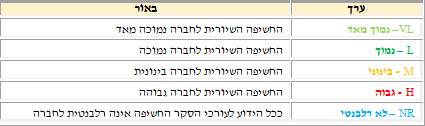 ערך באור
VL – נמוך מאד החשיפה השיורית לחברה נמוכה מאד
L – נמוך החשיפה השיורית לחברה נמוכה
M - בינוני החשיפה השיורית לחברה בינונית
H - גבוה החשיפה השיורית לחברה גבוהה
NR – לא רלבנטי ככל הידוע לעורכי הסקר החשיפה אינה רלבנטית לחברה